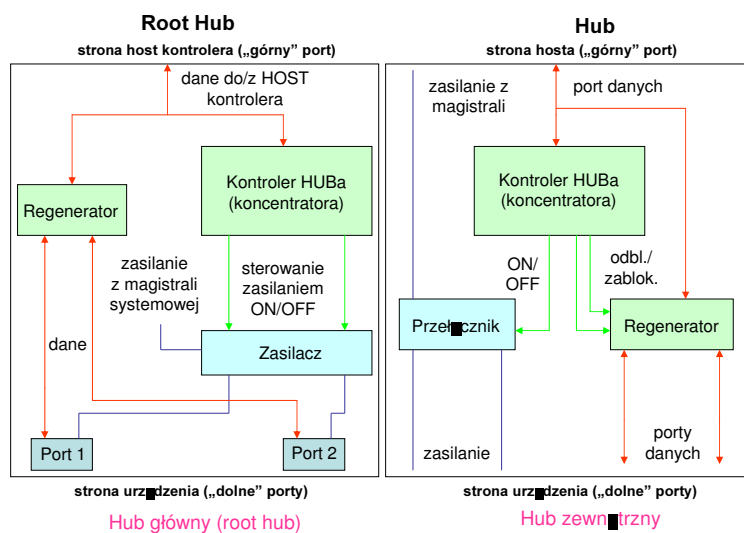 Root Hub
strona host kontrolera („górny” port)
dane do/z HOST
kontrolera
Kontroler HUBa
(koncentratora)
Regenerator
zasilanie
z magistrali
systemowej
sterowanie
zasilaniem
ON/OFF
dane
Zasilacz
Port 1
Port 2
strona urz■dzenia („dolne” porty)
Hub główny (root hub)
Hub
strona hosta („górny” port)
zasilanie z
magistrali
port danych
Kontroler HUBa
(koncentratora)
ON/
OFF
odbl./
zablok.
Przeł■cznik
Regenerator
zasilanie
porty
danych
strona urz■dzenia („dolne” porty)
Hub zewn■trzny